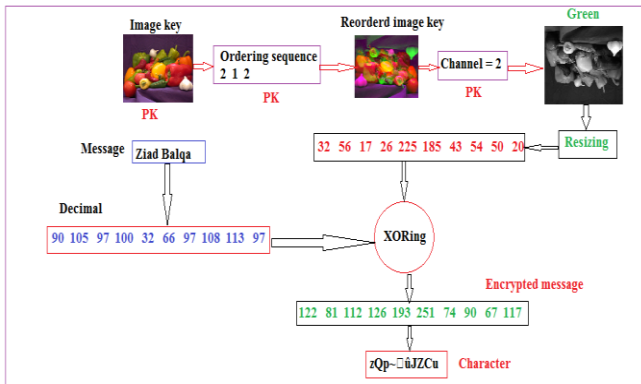 Image key
Reorderd image key
Green
Ordering sequence
2 1 2
Channel = 2
PK
PK
PK
Message
Ziad Balqa
32 56 17 26 225 185 43 54 50 20
Resizing
Decimal
90 105 97 100 32 66 97 108 113 97
XORing
Encrypted message
122 81 112 126 193 251 74 90 67 117
zQp~□ûJZCu
Character